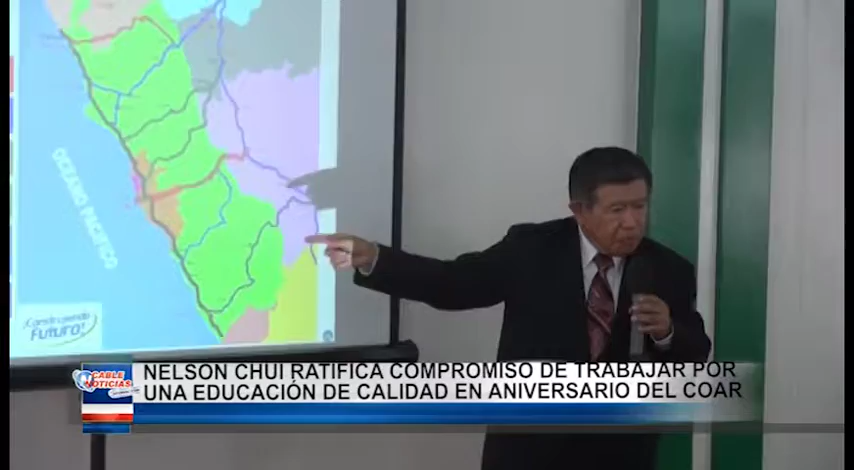 OCEANO PACIFICO
¡Construyendo
Futuro!
CABLE
NOTICIAS
NELSON CHUI RATIFICA COMPROMISO DE TRABAJAR POR
UNA EDUCACIÓN DE CALIDAD EN ANIVERSARIO DEL COAR